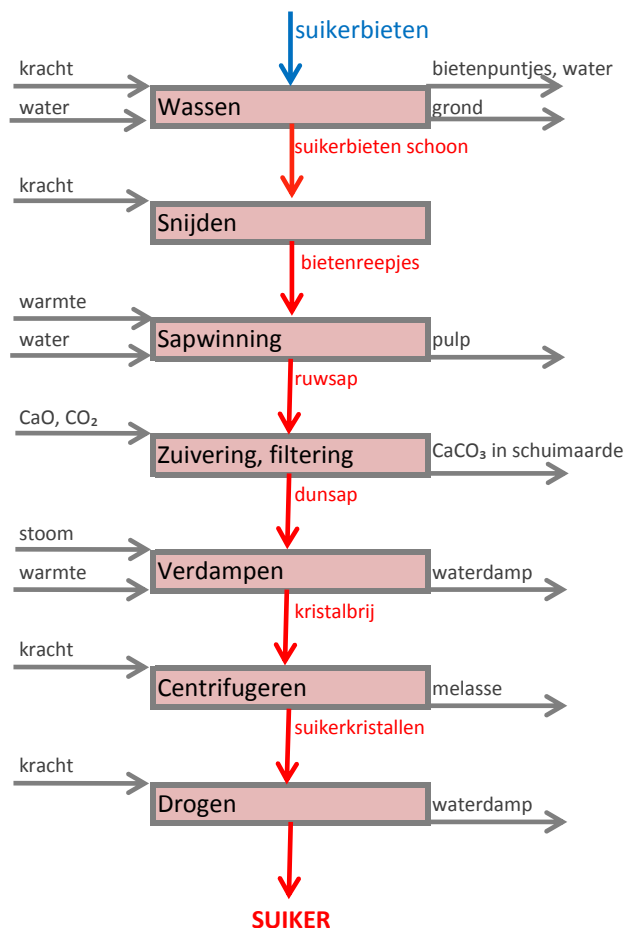 suikerbieten
kracht
bietenpuntjes, water
water
Wassen
grond
suikerbieten schoon
kracht
Snijden
bietenreepjes
warmte
water
Sapwinning
pulp
ruwsap
CaO, CO₂
Zuivering, filtering
CaCO₃ in schuimaarde
dunsap
stoom
warmte
Verdampen
waterdamp
kristalbrij
kracht
Centrifugeren
melasse
suikerkristallen
kracht
Drogen
waterdamp
SUIKER